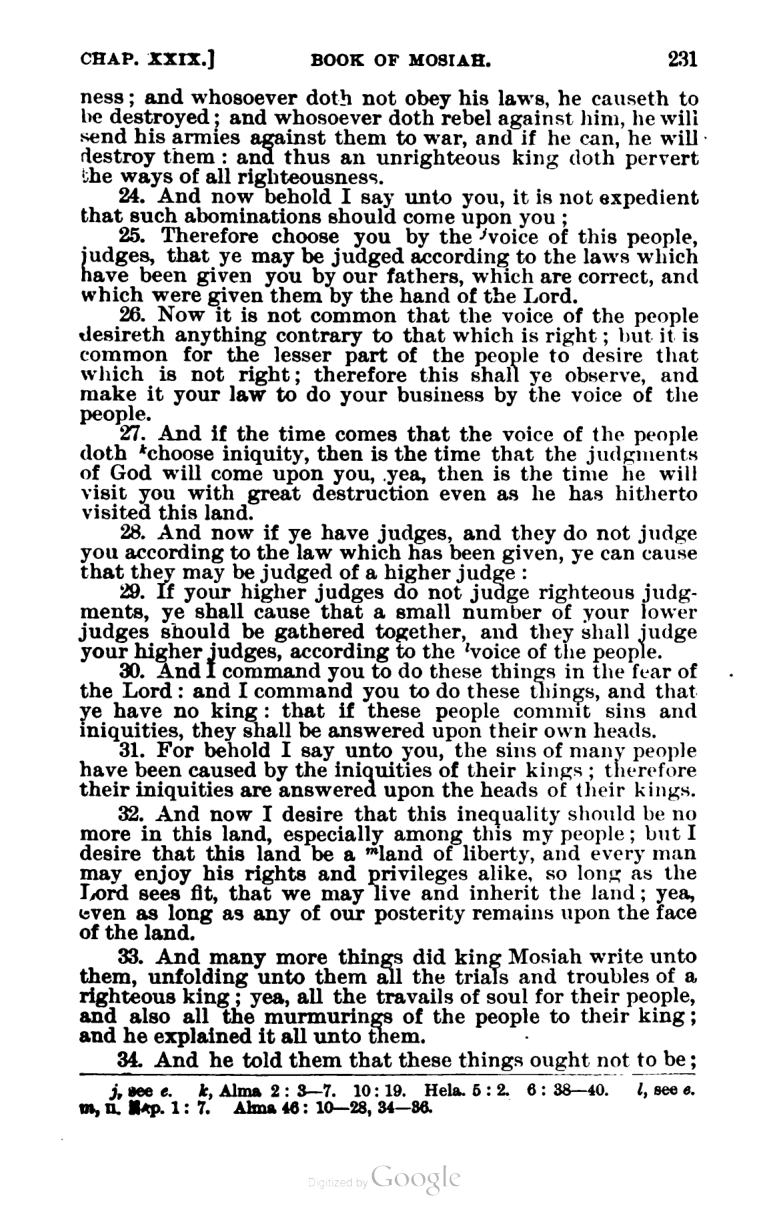 CHAP. XXIX.] BOOK OF MOSIAH. 231
ness; and whosoever doth not obey his laws, he causeth to
be destroyed; and whosoever doth rebel against him, he will
send his armies against them to war, and if he can, he will
destroy them: and thus an unrighteous king doth pervert
the ways of all righteousness.
24. And now behold I say unto you, it is not expedient
that such abominations should come upon you;
25. Therefore choose you by the ʲvoice of this people,
judges, that ye may be judged according to the laws which
have been given you by our fathers, which are correct, and
which were given them by the hand of the Lord.
26. Now it is not common that the voice of the people
desireth anything contrary to that which is right; but it is
common for the lesser part of the people to desire that
which is not right; therefore this shall ye observe, and
make it your law to do your business by the voice of the
people.
27. And if the time comes that the voice of the people
doth ᵏchoose iniquity, then is the time that the judgments
of God will come upon you, yea, then is the time he will
visit you with great destruction even as he has hitherto
visited this land.
28. And now if ye have judges, and they do not judge
you according to the law which has been given, ye can cause
that they may be judged of a higher judge:
29. If your higher judges do not judge righteous judg-
ments, ye shall cause that a small number of your lower
judges should be gathered together, and they shall judge
your higher judges, according to the ˡvoice of the people.
30. And I command you to do these things in the fear of
the Lord: and I command you to do these things, and that
ye have no king: that if these people commit sins and
iniquities, they shall be answered upon their own heads.
31. For behold I say unto you, the sins of many people
have been caused by the iniquities of their kings; therefore
their iniquities are answered upon the heads of their kings.
32. And now I desire that this inequality should be no
more in this land, especially among this my people; but I
desire that this land be a ᵐland of liberty, and every man
may enjoy his rights and privileges alike, so long as the
Lord sees fit, that we may live and inherit the land; yea,
even as long as any of our posterity remains upon the face
of the land.
33. And many more things did king Mosiah write unto
them, unfolding unto them all the trials and troubles of a
righteous king; yea, all the travails of soul for their people,
and also all the murmurings of the people to their king;
and he explained it all unto them.
34. And he told them that these things ought not to be;
j, see e. k, Alma 2: 3—7. 10: 19. Hela. 5: 2. 6: 38—40. l, see e.
m, II. Nep. 1: 7. Alma 46: 10—28, 34—36.
Digitized by Google